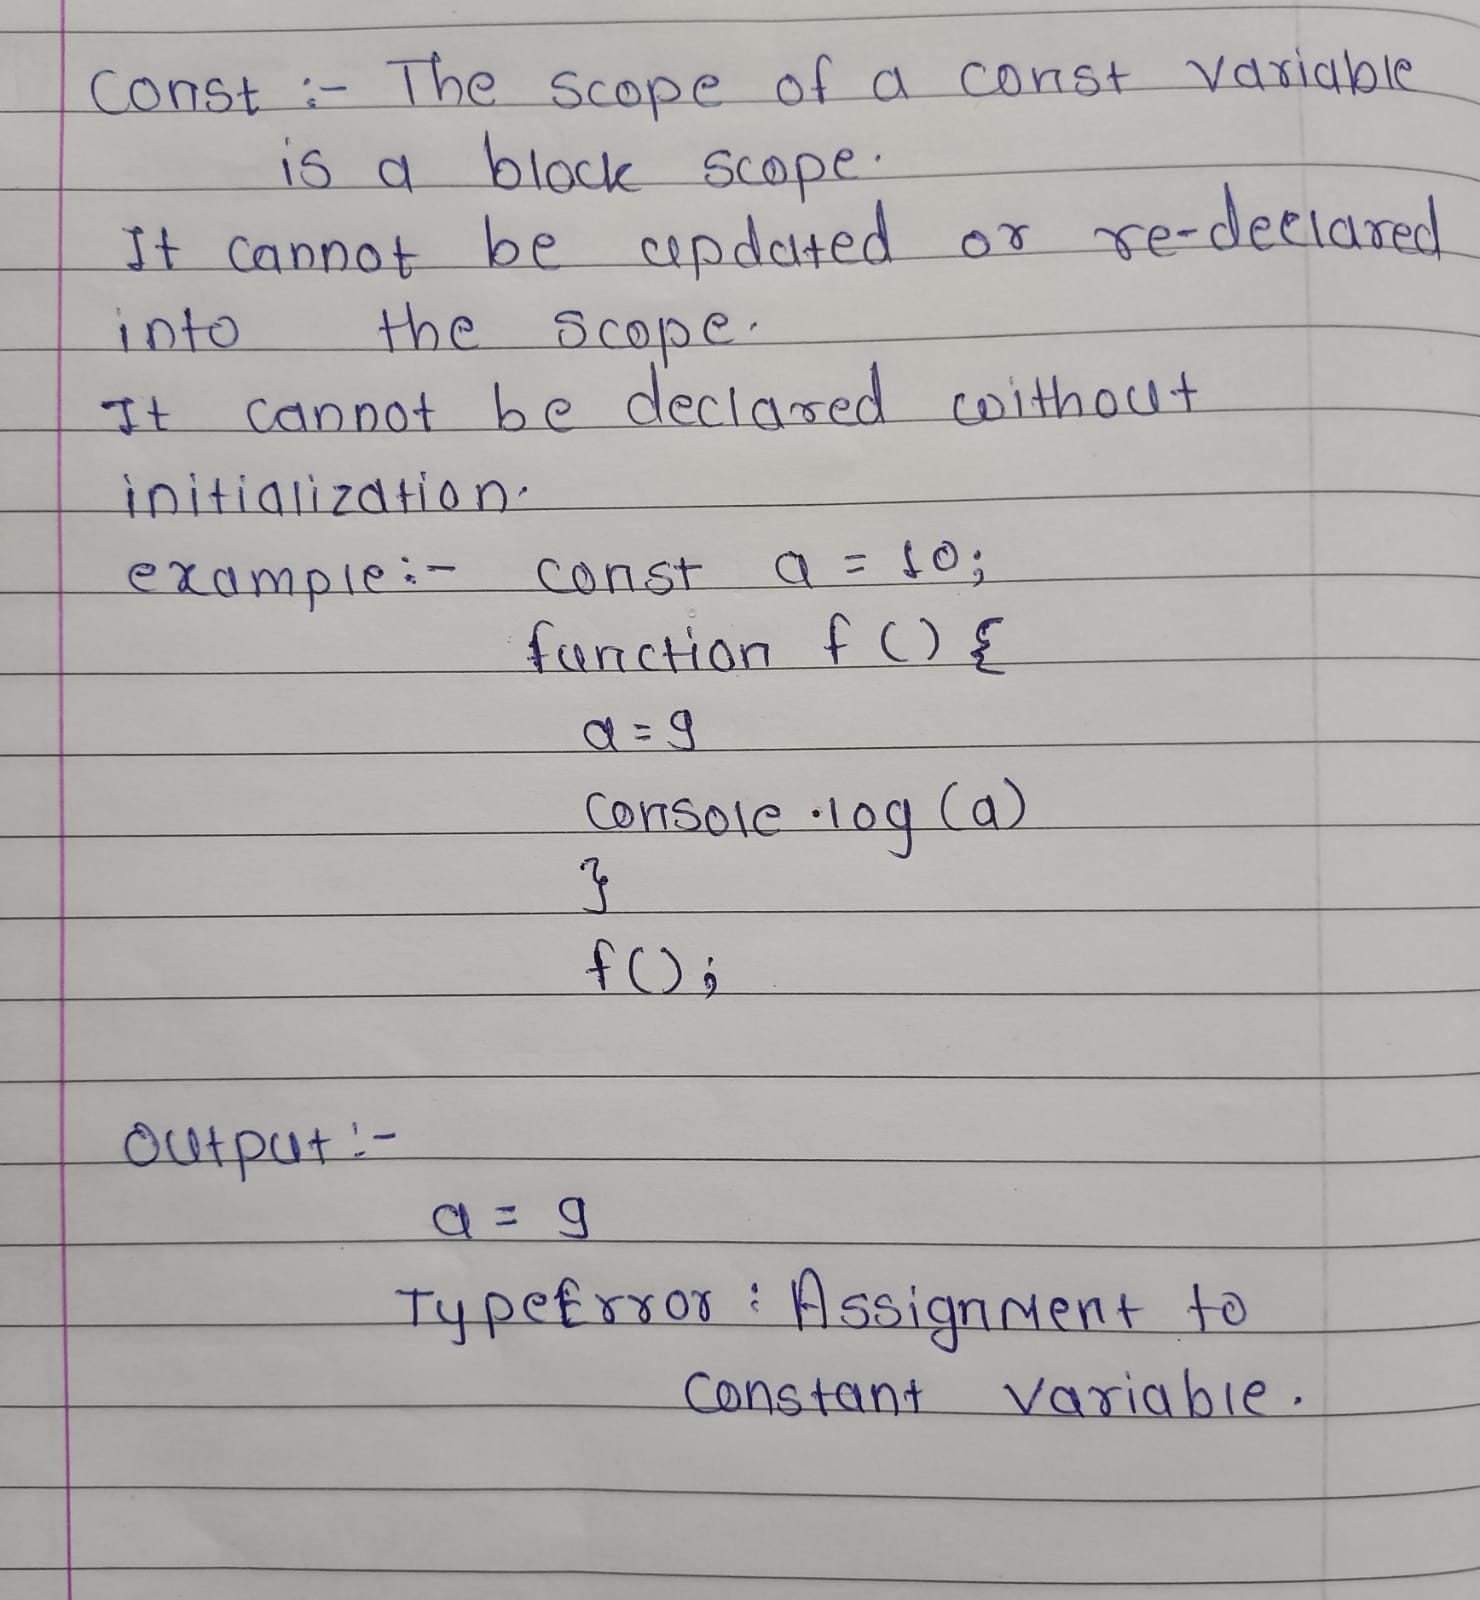 Const :- The scope of a const variable
is a block scope.
It cannot be updated or re-declared
into the scope.
It cannot be declared without
initialization.
example:- const a = 10;
function f() {
a = 9
console.log(a)
}
f();
Output :-
a = 9
TypeError : Assignment to
constant variable.